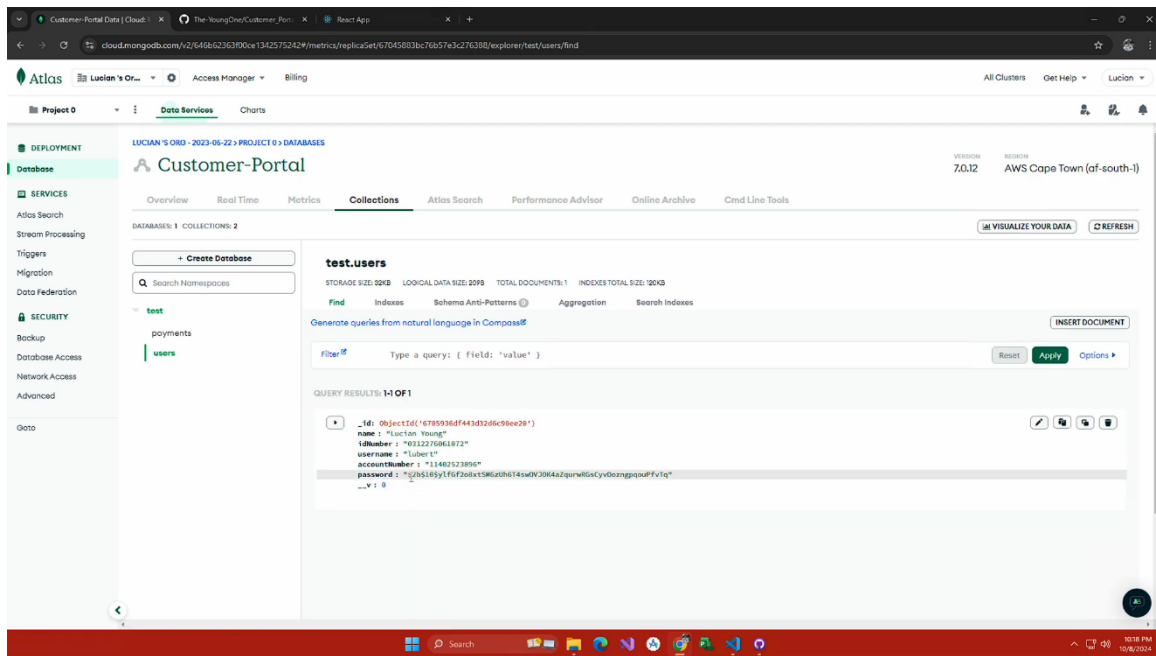 Customer-Portal Data | Cloud:
The-YoungOne/Customer_Port
React App
cloud.mongodb.com/v2/646b62363f00ce1342575242#/metrics/replicaSet/67045883bc76b57e3c276388/explorer/test/users/find
Atlas Lucian 's Or... Access Manager Billing All Clusters Get Help Lucian
Project 0 Data Services Charts
DEPLOYMENT
Database
SERVICES
Atlas Search
Stream Processing
Triggers
Migration
Data Federation
SECURITY
Backup
Database Access
Network Access
Advanced
Goto
LUCIAN 'S ORG - 2023-05-22 > PROJECT 0 > DATABASES
Customer-Portal
VERSION REGION
7.0.12 AWS Cape Town (af-south-1)
Overview Real Time Metrics Collections Atlas Search Performance Advisor Online Archive Cmd Line Tools
DATABASES: 1 COLLECTIONS: 2 VISUALIZE YOUR DATA REFRESH
+ Create Database
Search Namespaces
test
payments
users
test.users
STORAGE SIZE: 32KB LOGICAL DATA SIZE: 209B TOTAL DOCUMENTS: 1 INDEXES TOTAL SIZE: 120KB
Find Indexes Schema Anti-Patterns 0 Aggregation Search Indexes
Generate queries from natural language in Compass INSERT DOCUMENT
Filter Type a query: { field: 'value' } Reset Apply Options
QUERY RESULTS: 1-1 OF 1
_id: ObjectId('6705936df443d32d6c90ee20')
name : "Lucian Young"
idNumber : "0312276061072"
username : "lubert"
accountNumber : "11402523896"
password :
__v : 0
Search
10:18 PM
10/8/2024